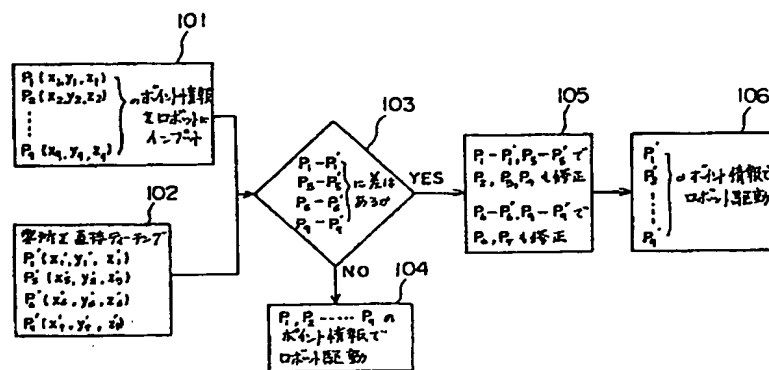 101
P₁(x₁,y₁,z₁)
P₂(x₂,y₂,z₂)
P₉(x₉,y₉,z₉)
のポイント情報
をロボットに
インプット
102
要所を直接ティーチング
P₁'(x₁',y₁',z₁')
P₅'(x₅',y₅',z₅')
P₆'(x₆',y₆',z₆')
P₉'(x₉',y₉',z₉')
103
P₁-P₁'
P₅-P₅'
P₆-P₆'
P₉-P₉'
に差は
あるか
YES
NO
104
P₁, P₂ ----- P₉ の
ポイント情報で
ロボット駆動
105
P₁-P₁', P₅-P₅'で
P₂, P₃, P₄を修正
P₆-P₆', P₉-P₉'で
P₈, P₇を修正
106
P₁'
P₂'
P₉'
のポイント情報で
ロボット駆動